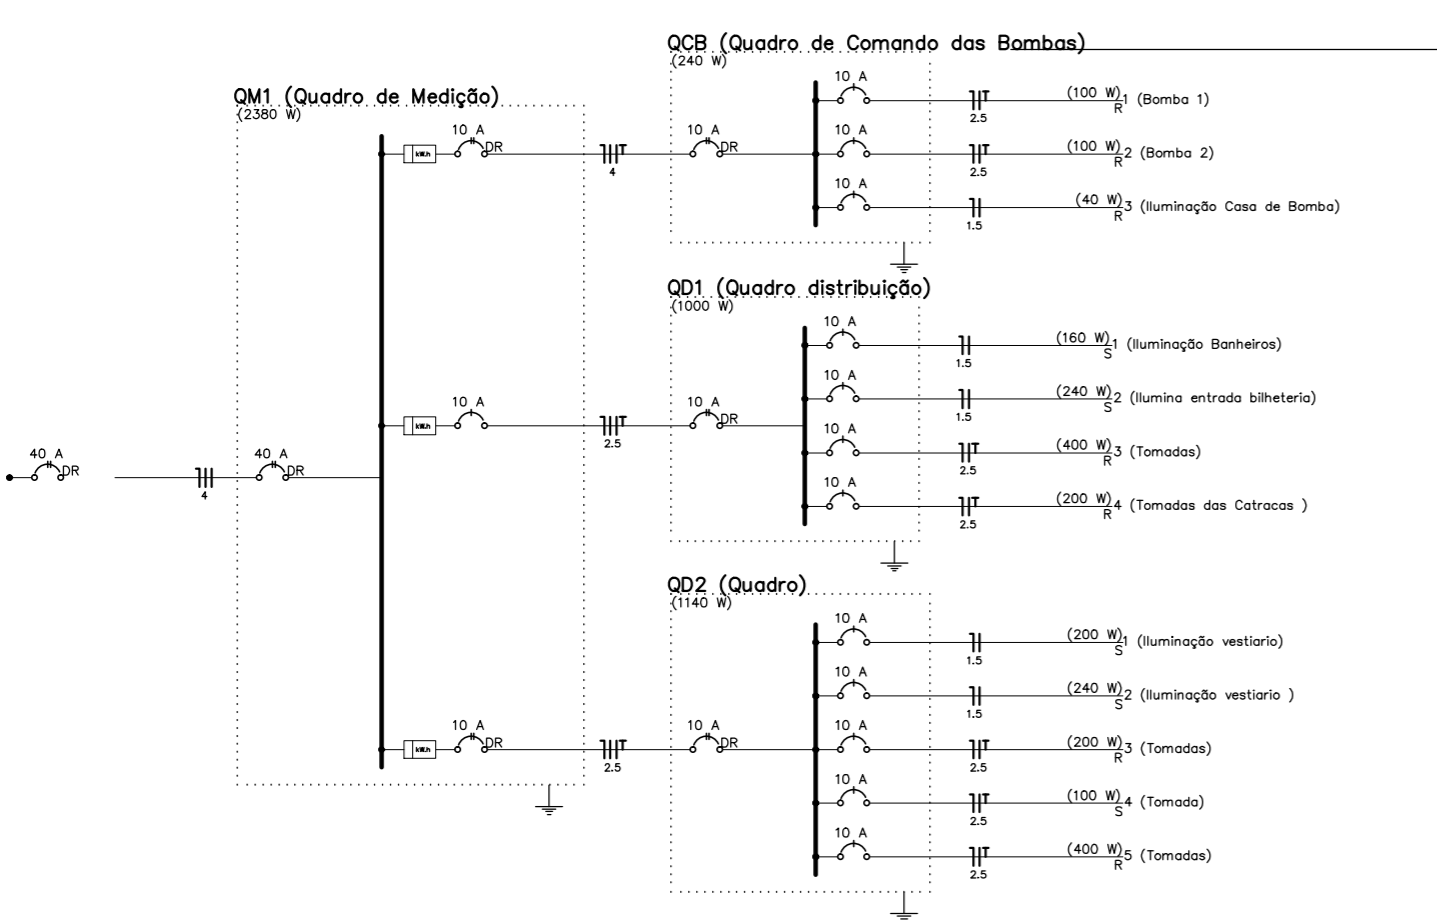 QCB (Quadro de Comando das Bombas)
(240 W)
10 A
(100 W) 1 (Bomba 1)
2.5
R
QM1 (Quadro de Medição)
(2380 W)
10 A
DR
kW.h
4
10 A
DR
10 A
(100 W) 2 (Bomba 2)
2.5
R
10 A
(40 W) 3 (Iluminação Casa de Bomba)
1.5
R
QD1 (Quadro distribuição)
(1000 W)
10 A
(160 W) 1 (Iluminação Banheiros)
1.5
S
10 A
(240 W) 2 (Ilumina entrada bilheteria)
1.5
S
10 A
kW.h
2.5
10 A
DR
10 A
(400 W) 3 (Tomadas)
2.5
R
10 A
(200 W) 4 (Tomadas das Catracas )
2.5
R
40 A
DR
4
40 A
DR
QD2 (Quadro)
(1140 W)
10 A
(200 W) 1 (Iluminação vestiario)
1.5
S
10 A
(240 W) 2 (Iluminação vestiario )
1.5
S
10 A
DR
kW.h
2.5
10 A
DR
10 A
(200 W) 3 (Tomadas)
2.5
R
10 A
(100 W) 4 (Tomada)
2.5
S
10 A
(400 W) 5 (Tomadas)
2.5
R